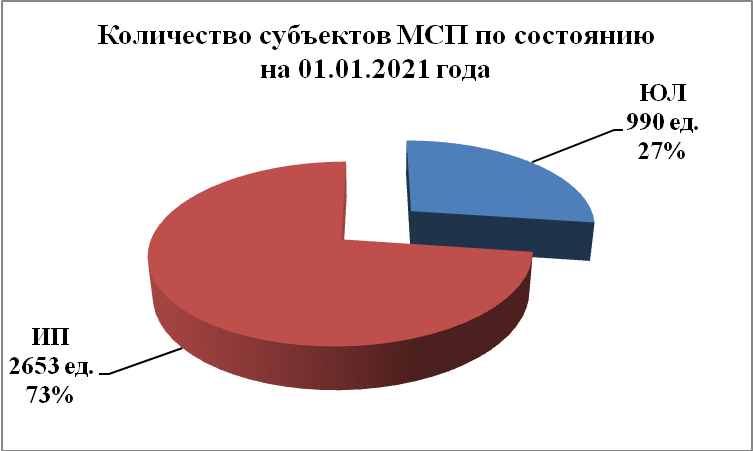 Количество субъектов МСП по состоянию
на 01.01.2021 года
ЮЛ
990 ед.
27%
ИП
2653 ед.
73%